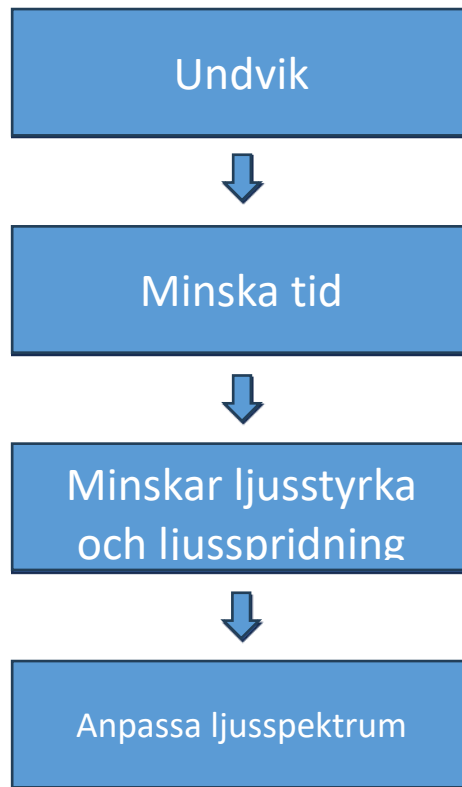 Undvik
Minska tid
Minskar ljusstyrka
och ljusspridning
Anpassa ljusspektrum